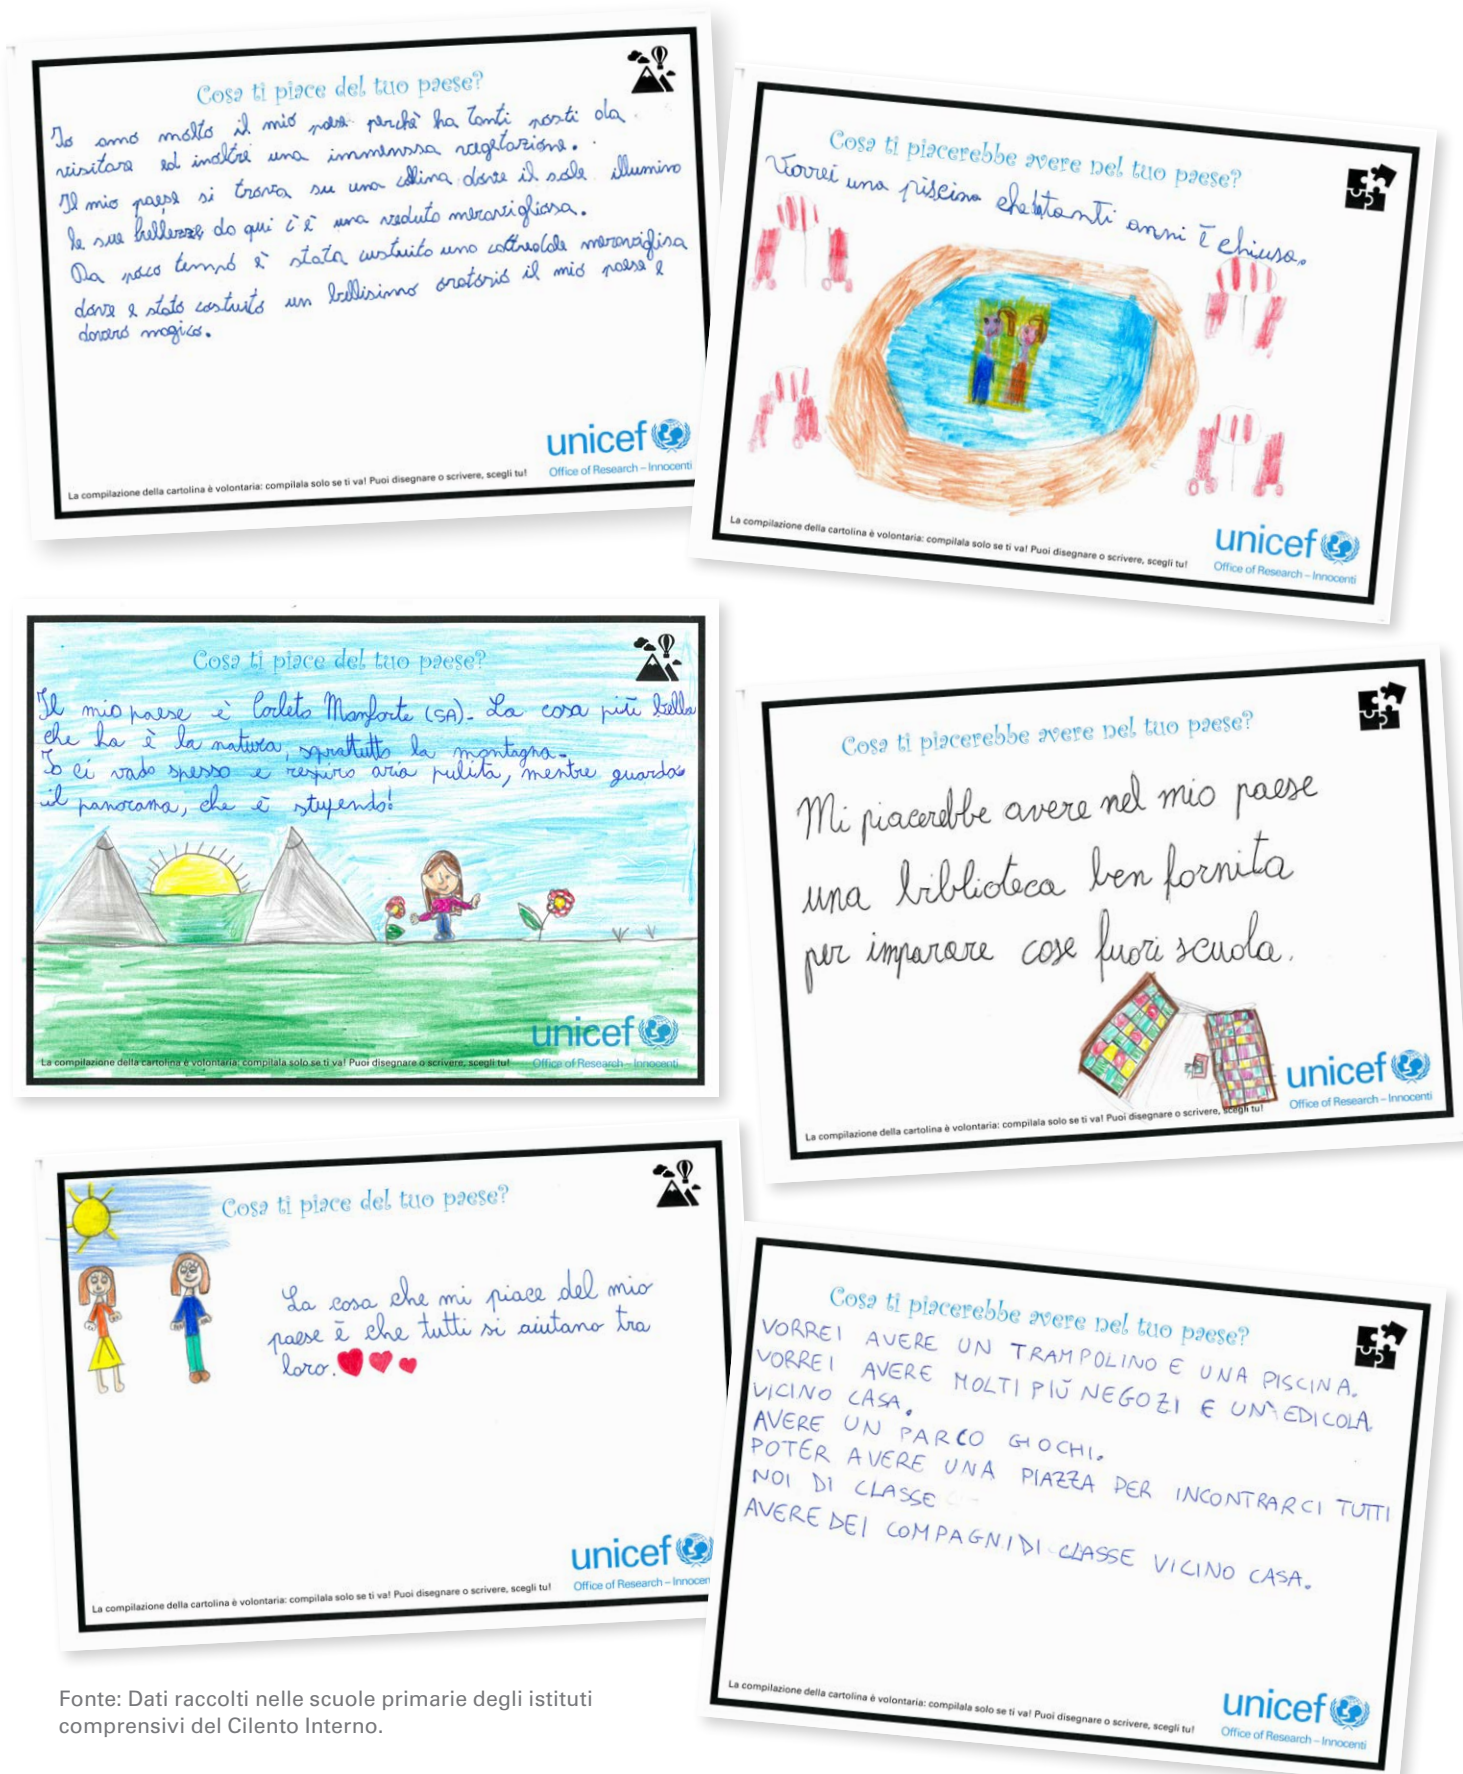 Cosa ti piace del tuo paese?
Io amo molto il mio paese perchè ha tanti posti da
visitare ed inoltre una immenssa vegetazione.
Il mio paese si trova su una collina dove il sole illumino
le sue bellezze, do qui c'è una veduto meravigliosa.
Da poco tempo è stata custruito uno cattredale meroviglisa
dove e stato costruito un bellisimo oratorio il mio paese e
davero magico.
unicef
Office of Research – Innocenti
La compilazione della cartolina è volontaria: compilala solo se ti va! Puoi disegnare o scrivere, scegli tu!
Cosa ti piacerebbe avere nel tuo paese?
Vorrei una piscina che tanti anni è chiusa.
La compilazione della cartolina è volontaria: compilala solo se ti va! Puoi disegnare o scrivere, scegli tu!
unicef
Office of Research – Innocenti
Cosa ti piace del tuo paese?
Il mio paese è Corleto Monforte (SA). La cosa più bella
che ha è la natura, sprattutto la montagna.
Io ci vado spesso e respiro aria pulita, mentre guardo
il panorama, che è stupendo!
unicef
La compilazione della cartolina è volontaria: compilala solo se ti va! Puoi disegnare o scrivere, scegli tu!
Office of Research – Innocenti
Cosa ti piacerebbe avere nel tuo paese?
Mi piacerebbe avere nel mio paese
una biblioteca ben fornita
per imparare cose fuori scuola.
unicef
Office of Research – Innocenti
La compilazione della cartolina è volontaria: compilala solo se ti va! Puoi disegnare o scrivere, scegli tu!
Cosa ti piace del tuo paese?
La cosa che mi piace del mio
paese è che tutti si aiutano tra
loro.
unicef
Office of Research – Innocen
La compilazione della cartolina è volontaria: compilala solo se ti va! Puoi disegnare o scrivere, scegli tu!
Cosa ti piacerebbe avere nel tuo paese?
VORREI AVERE UN TRAMPOLINO E UNA PISCINA.
VORREI AVERE MOLTI PIÙ NEGOZI E UN'EDICOLA
VICINO CASA.
AVERE UN PARCO GIOCHI.
POTER AVERE UNA PIAZZA PER INCONTRARCI TUTTI
NOI DI CLASSE
AVERE DEI COMPAGNI DI CLASSE VICINO CASA.
La compilazione della cartolina è volontaria: compilala solo se ti va! Puoi disegnare o scrivere, scegli tu!
unicef
Office of Research – Innocenti
Fonte: Dati raccolti nelle scuole primarie degli istituti
comprensivi del Cilento Interno.